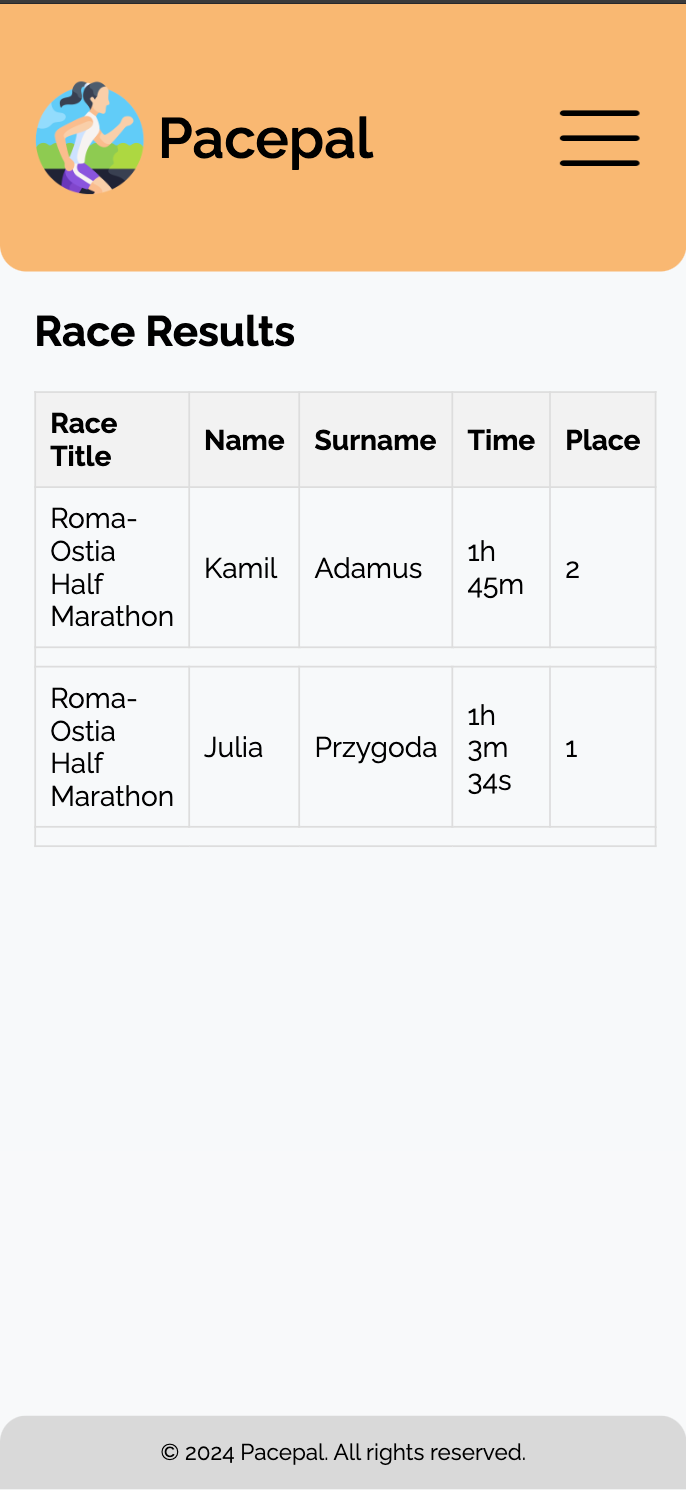 Pacepal
Race Results
Race
Title
Name
Surname
Time
Place
Roma-
Ostia
Half
Marathon
Kamil
Adamus
1h
45m
2
Roma-
Ostia
Half
Marathon
Julia
Przygoda
1h
3m
34s
1
© 2024 Pacepal. All rights reserved.